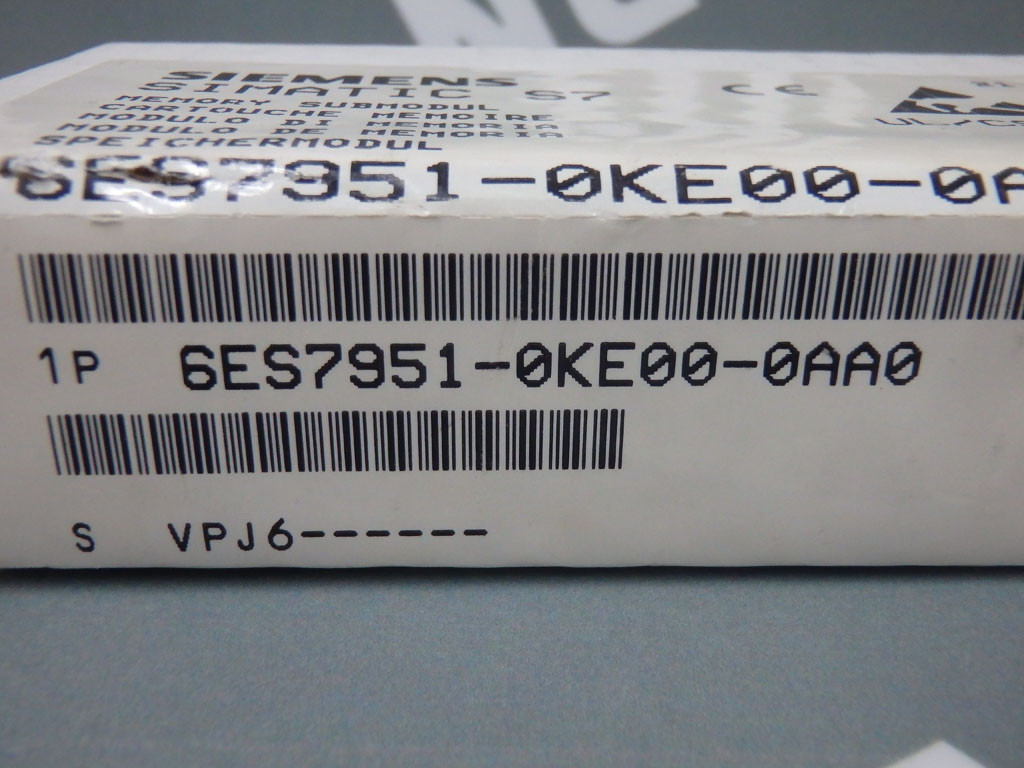 SIEMENS
SIMATIC S7 CE
MEMORY SUBMODUL
CARTOUCHE MEMOIRE
MODULO DI MEMORIA
MODULO DE MEMORIA
SPEICHERMODUL
6ES7951-0KE00-0A
1P 6ES7951-0KE00-0AA0
S VPJ6------